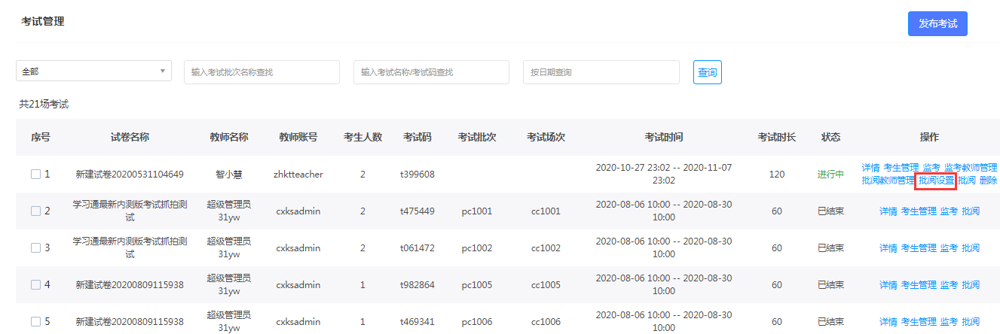 考试管理
发布考试
全部
输入考试批次名称查找
输入考试名称/考试码查找
按日期查询
查询
共21场考试
序号 试卷名称 教师名称 教师账号 考生人数 考试码 考试批次 考试场次 考试时间 考试时长 状态 操作
1 新建试卷20200531104649 智小慧 zhktteacher 2 t399608 2020-10-27 23:02 -- 2020-11-07 120 进行中 详情 考生管理 监考 监考教师管理
23:02 批阅教师管理 批阅设置 批阅 删除
2 学习通最新内测版考试抓拍测 超级管理员 cxksadmin 2 t475449 pc1001 cc1001 2020-08-06 10:00 -- 2020-08-30 60 已结束 详情 考生管理 监考 批阅
试 31yw 10:00
3 学习通最新内测版考试抓拍测 超级管理员 cxksadmin 2 t061472 pc1002 cc1002 2020-08-06 10:00 -- 2020-08-30 60 已结束 详情 考生管理 监考 批阅
试 31yw 10:00
4 新建试卷20200809115938 超级管理员 cxksadmin 1 t982864 pc1005 cc1005 2020-08-06 10:00 -- 2020-08-30 60 已结束 详情 考生管理 监考 批阅
31yw 10:00
5 新建试卷20200809115938 超级管理员 cxksadmin 1 t469341 pc1006 cc1006 2020-08-06 10:00 -- 2020-08-30 60 已结束 详情 考生管理 监考 批阅
31yw 10:00